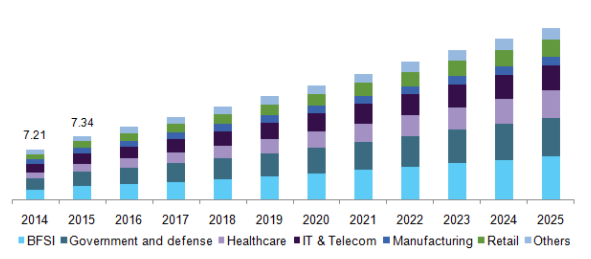 7.21
7.34
2014 2015 2016 2017 2018 2019 2020 2021 2022 2023 2024 2025
BFSI Government and defense Healthcare IT & Telecom Manufacturing Retail Others